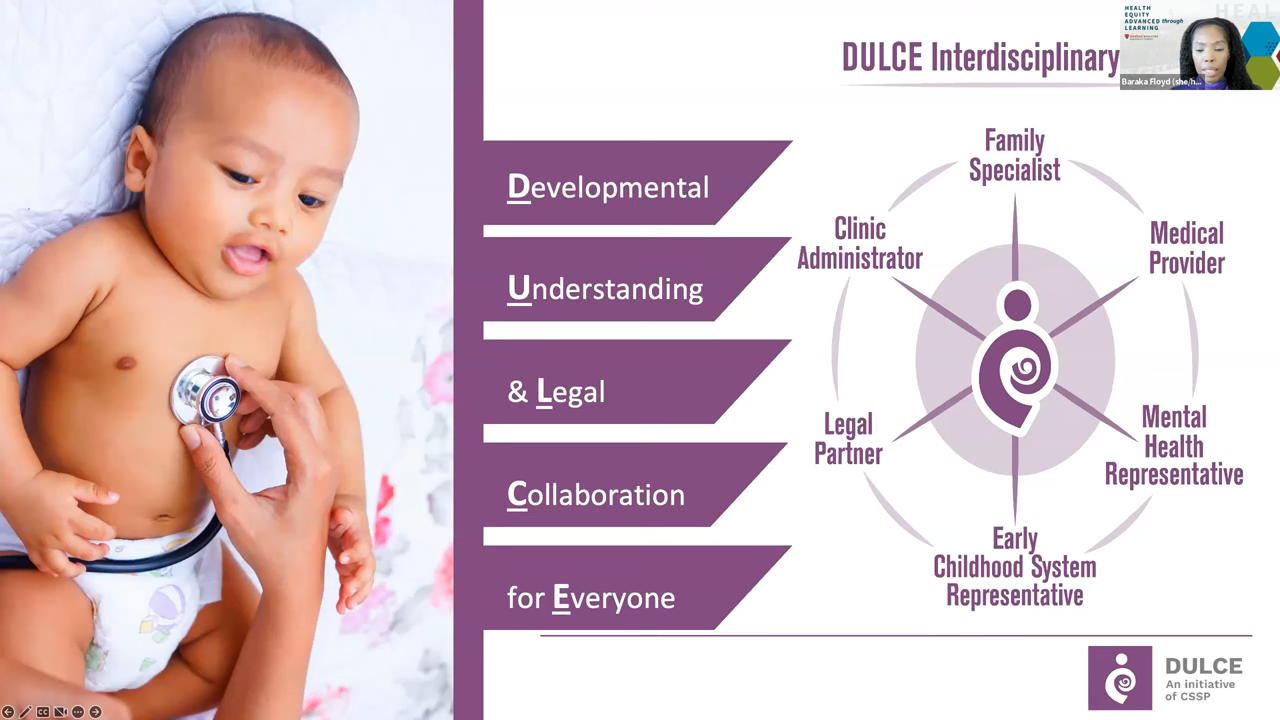 DULCE Interdisciplinary
HEALTH
EQUITY
ADVANCED through
LEARNING
HEAL
Baraka Floyd (she/h...
Developmental
Understanding
& Legal
Collaboration
for Everyone
Family
Specialist
Medical
Provider
Mental
Health
Representative
Early
Childhood System
Representative
Legal
Partner
Clinic
Administrator
DULCE
An initiative
of CSSP